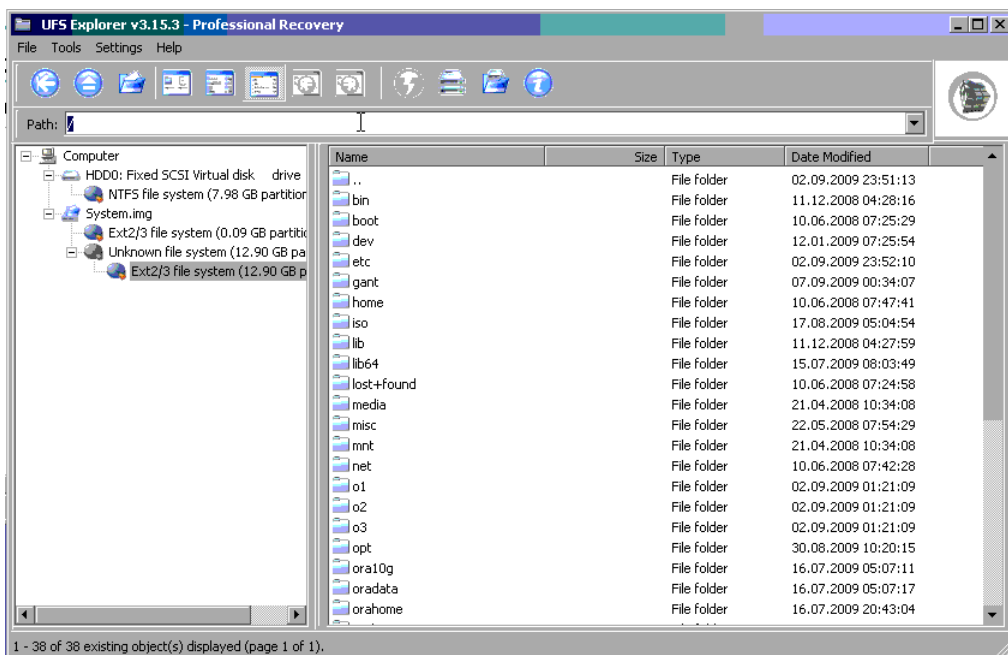 UFS Explorer v3.15.3 - Professional Recovery
File Tools Settings Help
Path: /
Computer
HDD0: Fixed SCSI Virtual disk drive
NTFS file system (7.98 GB partition
System.img
Ext2/3 file system (0.09 GB partitio
Unknown file system (12.90 GB pa
Ext2/3 file system (12.90 GB p
Name Size Type Date Modified
.. File folder 02.09.2009 23:51:13
bin File folder 11.12.2008 04:28:16
boot File folder 10.06.2008 07:25:29
dev File folder 12.01.2009 07:25:54
etc File folder 02.09.2009 23:52:10
gant File folder 07.09.2009 00:34:07
home File folder 10.06.2008 07:47:41
iso File folder 17.08.2009 05:04:54
lib File folder 11.12.2008 04:27:59
lib64 File folder 15.07.2009 08:03:49
lost+found File folder 10.06.2008 07:24:58
media File folder 21.04.2008 10:34:08
misc File folder 22.05.2008 07:54:29
mnt File folder 21.04.2008 10:34:08
net File folder 10.06.2008 07:42:28
o1 File folder 02.09.2009 01:21:09
o2 File folder 02.09.2009 01:21:09
o3 File folder 02.09.2009 01:21:09
opt File folder 30.08.2009 10:20:15
ora10g File folder 16.07.2009 05:07:11
oradata File folder 16.07.2009 05:07:17
orahome File folder 16.07.2009 20:43:04
1 - 38 of 38 existing object(s) displayed (page 1 of 1).